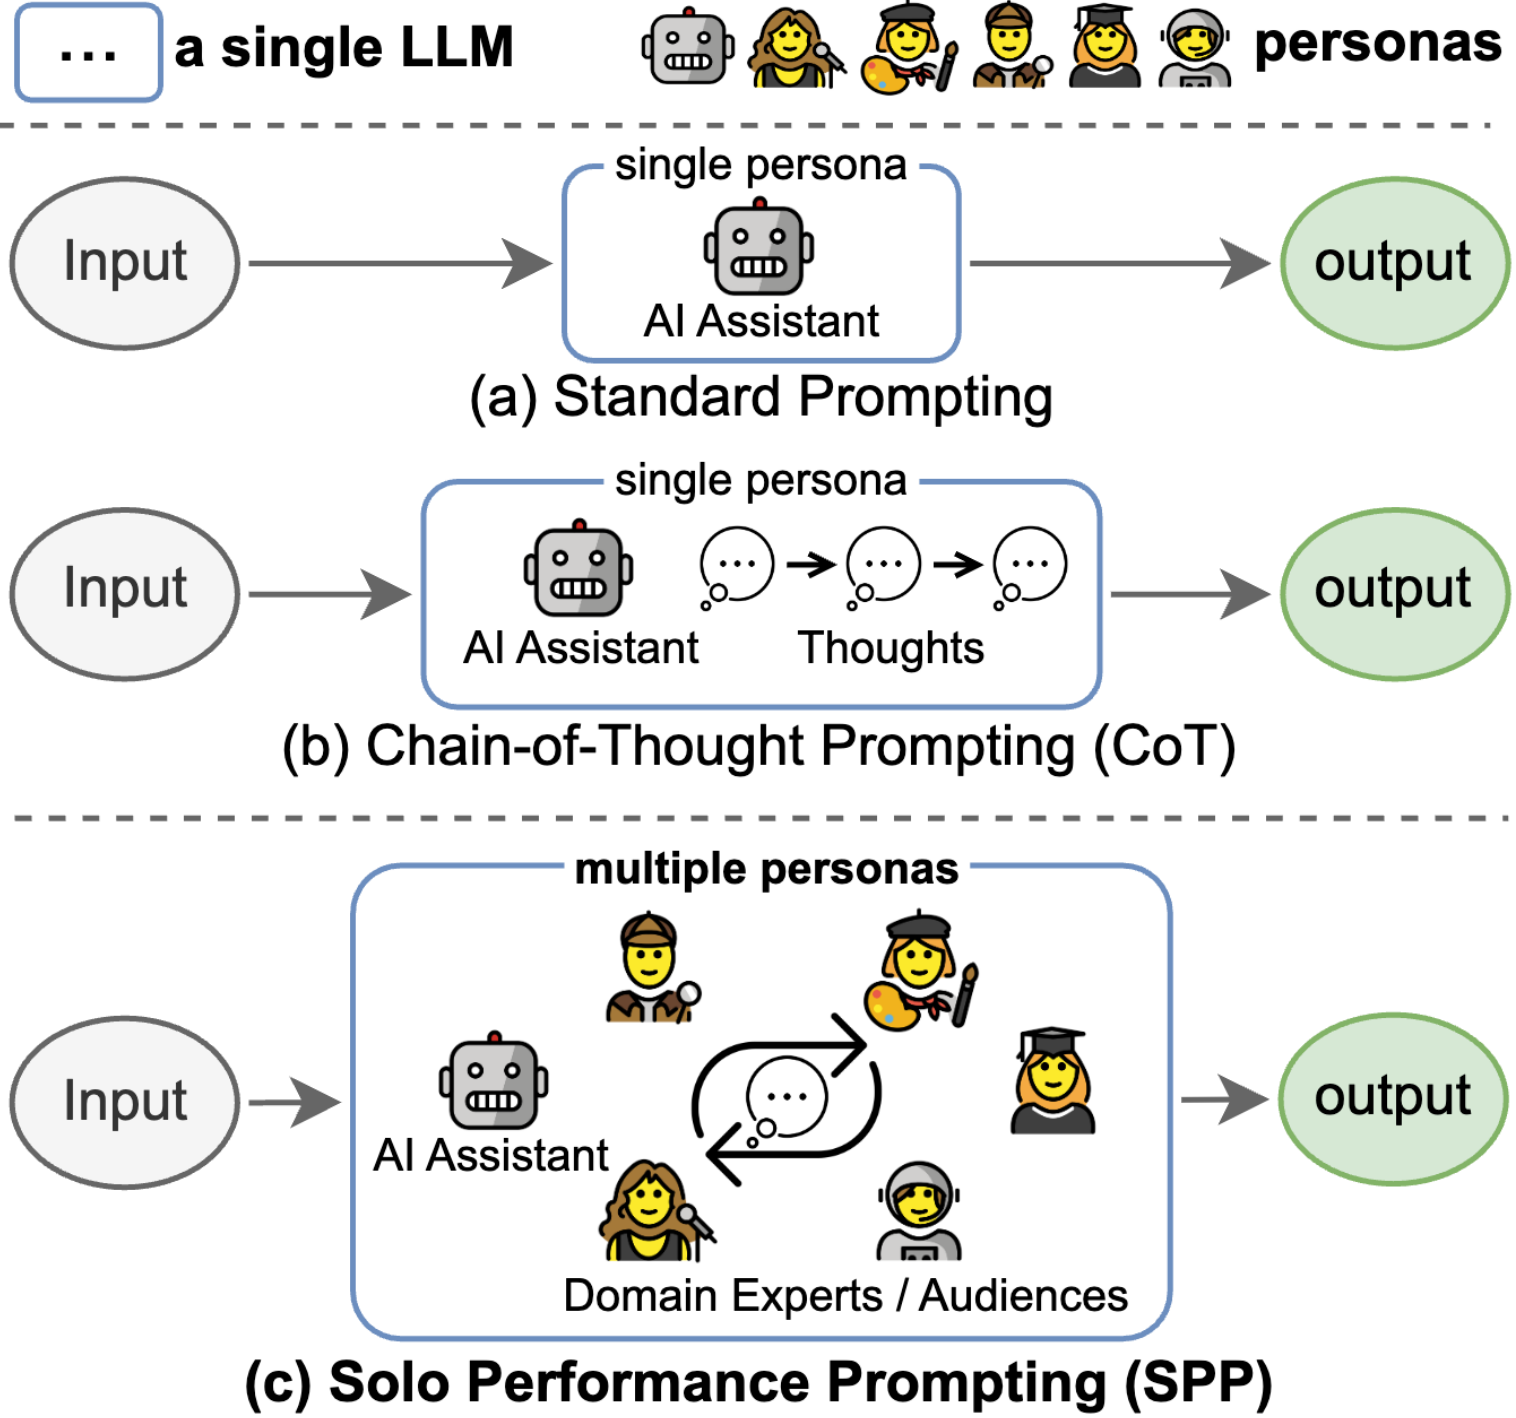 ... a single LLM
personas
single persona
Input
AI Assistant
output
(a) Standard Prompting
single persona
Input
... ... ...
AI Assistant
Thoughts
output
(b) Chain-of-Thought Prompting (CoT)
multiple personas
Input
...
AI Assistant
output
Domain Experts / Audiences
(c) Solo Performance Prompting (SPP)